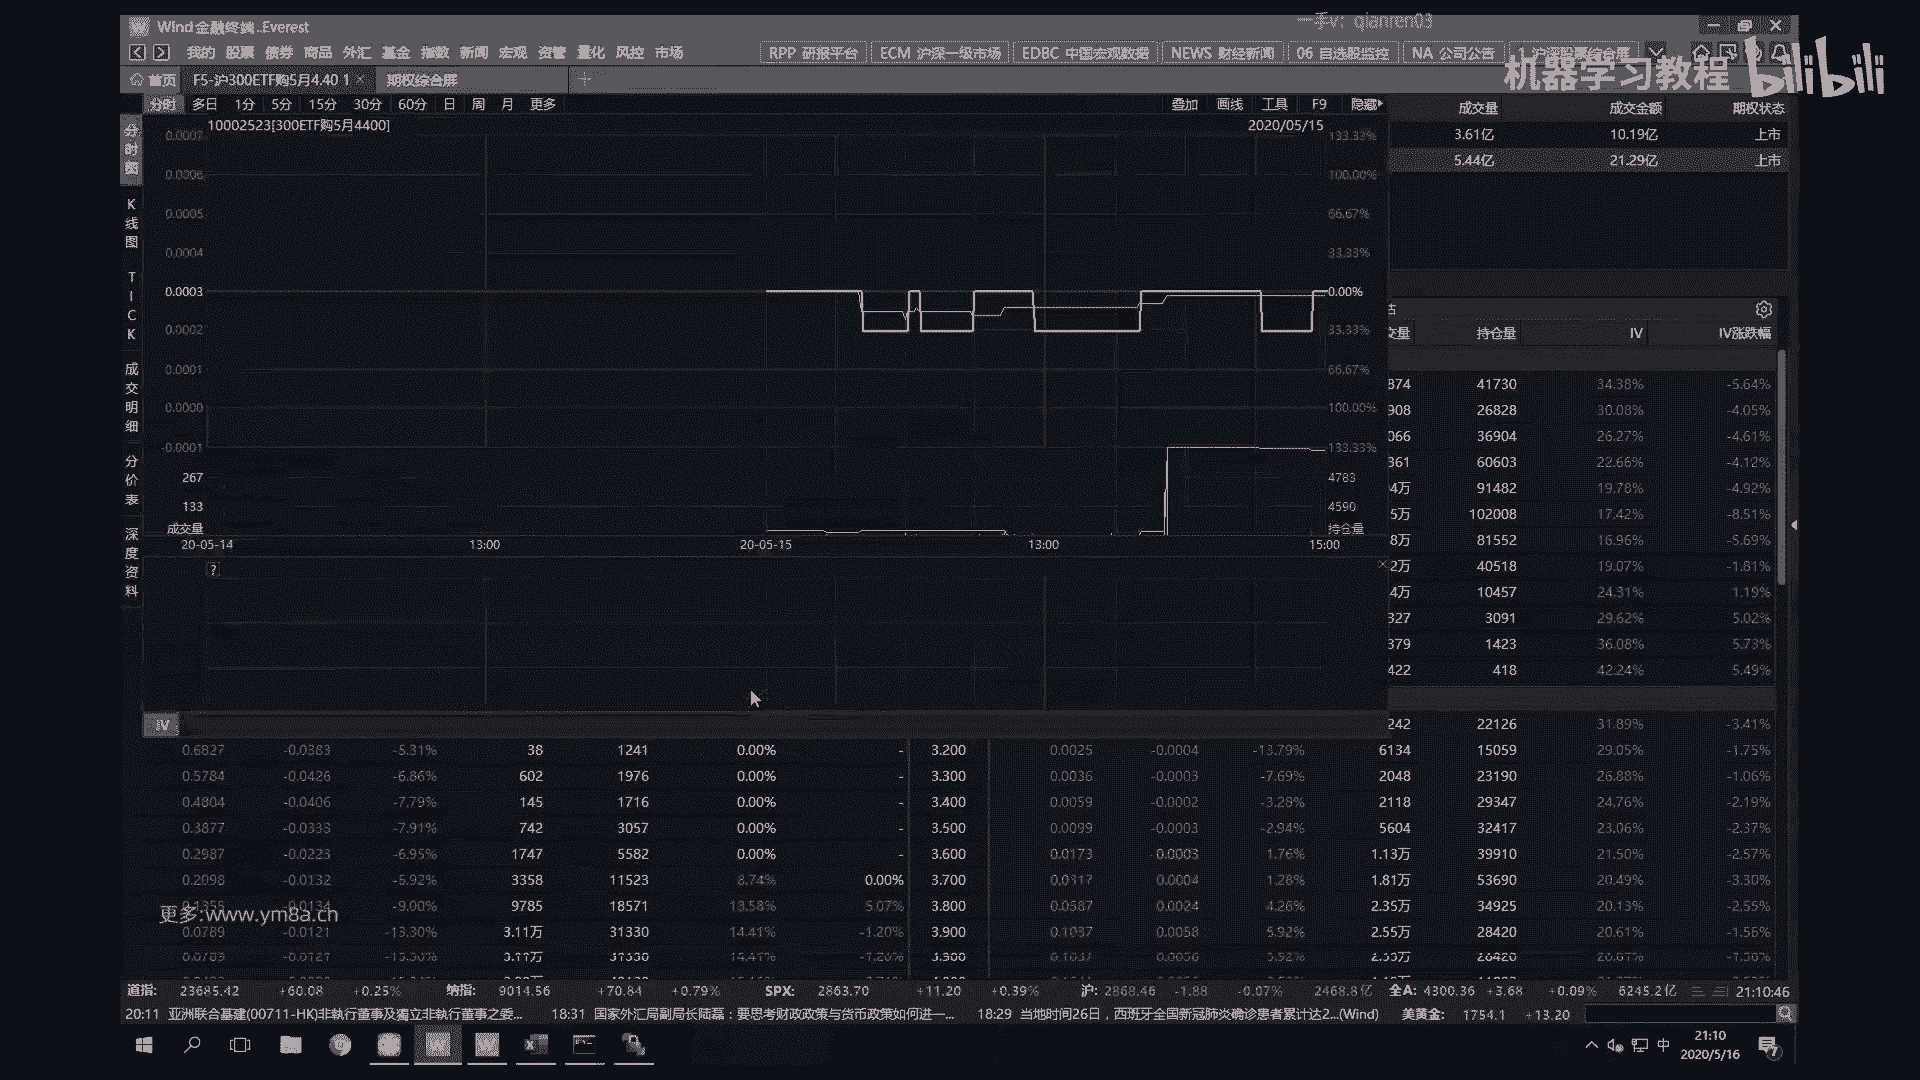 Wind金融终端..Everest
一手v：qianren03
我的 股票 债券 商品 外汇 基金 指数 新闻 宏观 资管 量化 风控 市场
RPP 研报平台 ECM 沪深一级市场 EDBC 中国宏观数据 NEWS 财经新闻 06 自选股监控 NA 公司公告 1 沪深股票综合屏
机器学习教程 bilibili
首页 F5-沪300ETF购5月4.40 1 × 期权综合屏 +
分时 多日 1分 5分 15分 30分 60分 日 周 月 更多
叠加 画线 工具 F9 隐藏
成交量 成交金额 期权状态
10002523[300ETF购5月4400] 2020/05/15
3.61亿 10.19亿 上市
5.44亿 21.29亿 上市
分时图
K线图
TICK
成交明细
分价表
深度资料
0.0007 133.33%
0.0006 100.00%
0.0005 66.67%
0.0004 33.33%
0.0003 0.00%
0.0002 33.33%
0.0001 66.67%
0.0000 100.00%
-0.0001 133.33%
267 4783
133 4590
成交量 持仓量
20-05-14 13:00 20-05-15 13:00 15:00
?
IV
交量 持仓量 IV IV涨跌幅
874 41730 34.38% -5.64%
908 26828 30.08% -4.05%
066 36904 26.27% -4.61%
361 60603 22.66% -4.12%
4万 91482 19.78% -4.92%
5万 102008 17.42% -8.51%
8万 81552 16.96% -5.69%
2万 40518 19.07% -1.81%
4万 10457 24.31% 1.19%
327 3091 29.62% 5.02%
379 1423 36.08% 5.73%
422 418 42.24% 5.49%
242 22126 31.89% -3.41%
0.6827 -0.0383 -5.31% 38 1241 0.00% - 3.200 0.0025 -0.0004 -13.79% 6134 15059 29.05% -1.75%
0.5784 -0.0426 -6.86% 602 1976 0.00% - 3.300 0.0036 -0.0003 -7.69% 2048 23190 26.88% -1.06%
0.4804 -0.0406 -7.79% 145 1716 0.00% - 3.400 0.0059 -0.0002 -3.28% 2118 29347 24.76% -2.19%
0.3877 -0.0333 -7.91% 742 3057 0.00% - 3.500 0.0099 -0.0003 -2.94% 5604 32417 23.06% -2.37%
0.2987 -0.0223 -6.95% 1747 5582 0.00% - 3.600 0.0173 0.0003 1.76% 1.13万 39910 21.50% -2.57%
0.2098 -0.0132 -5.92% 3358 11523 8.74% 0.00% 3.700 0.0317 0.0004 1.28% 1.81万 53690 20.49% -3.30%
0.1355 -0.0134 -9.00% 9785 18571 13.58% 5.07% 3.800 0.0587 0.0024 4.26% 2.35万 34925 20.13% -2.55%
更多:www.ym8a.cn
0.0789 -0.0121 -13.30% 3.11万 31330 14.41% -1.20% 3.900 0.1037 0.0058 5.92% 2.55万 28420 20.61% -1.56%
道指: 23685.42 +60.08 +0.25% 纳指: 9014.56 +70.84 +0.79% SPX: 2863.70 +11.20 +0.39% 沪: 2868.46 -1.88 -0.07% 2468.8亿 全A: 4300.36 +3.68 +0.09% 6245.2亿 21:10:46
20:11 亚洲联合基建(00711-HK)非執行董事及獨立非執行董事之委... 18:31 国家外汇局副局长陆磊：要思考财政政策与货币政策如何进一... 18:29 当地时间26日，西班牙全国新冠肺炎确诊患者累计达2...(Wind) 美黄金: 1754.1 +13.20
中 21:10
2020/5/16
7